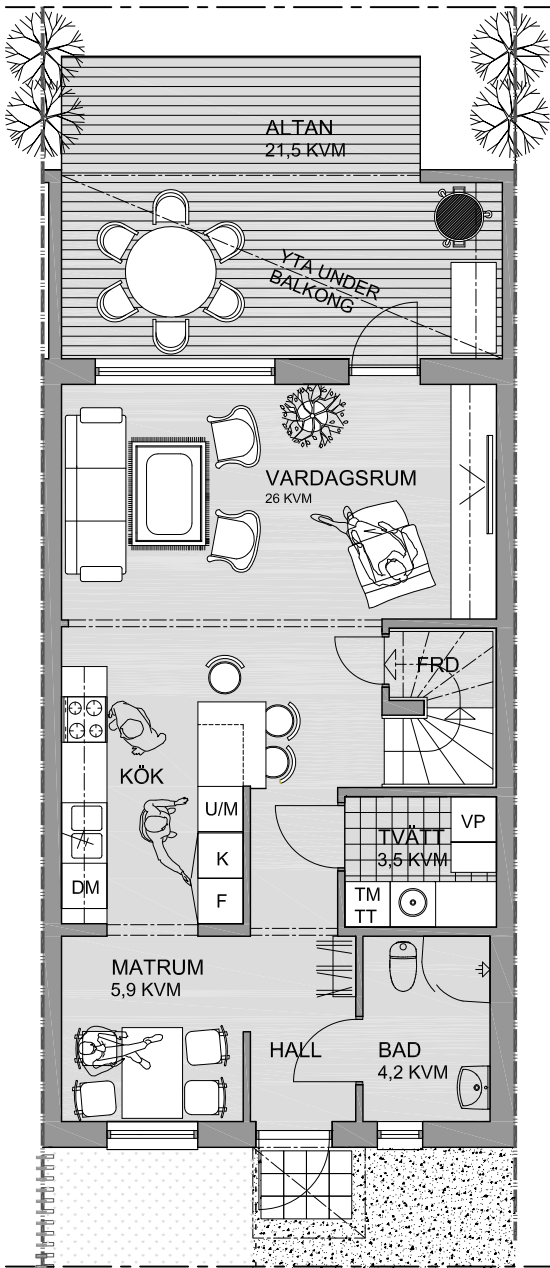 ALTAN
21,5 KVM
YTA UNDER
BALKONG
VARDAGSRUM
26 KVM
FRD
KÖK
U/M
K
F
DM
TVÄTT
3,5 KVM
VP
TM
TT
MATRUM
5,9 KVM
HALL
BAD
4,2 KVM